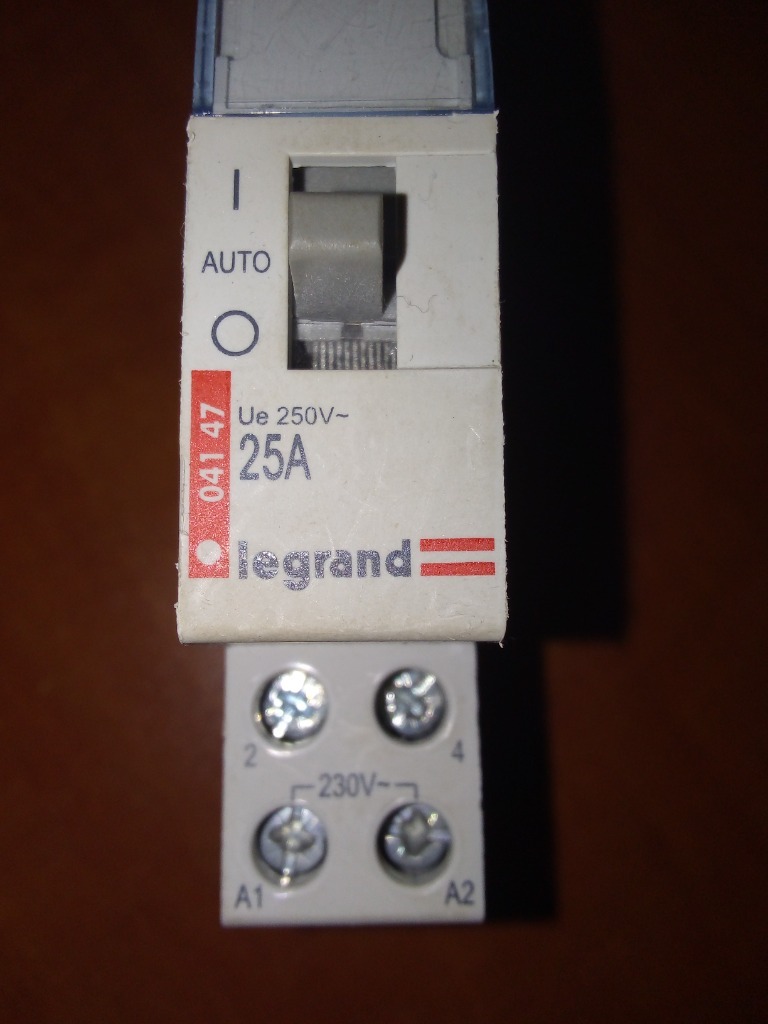 I
AUTO
O
041 47
Ue 250V~
25A
legrand
2
4
230V~
A1
A2